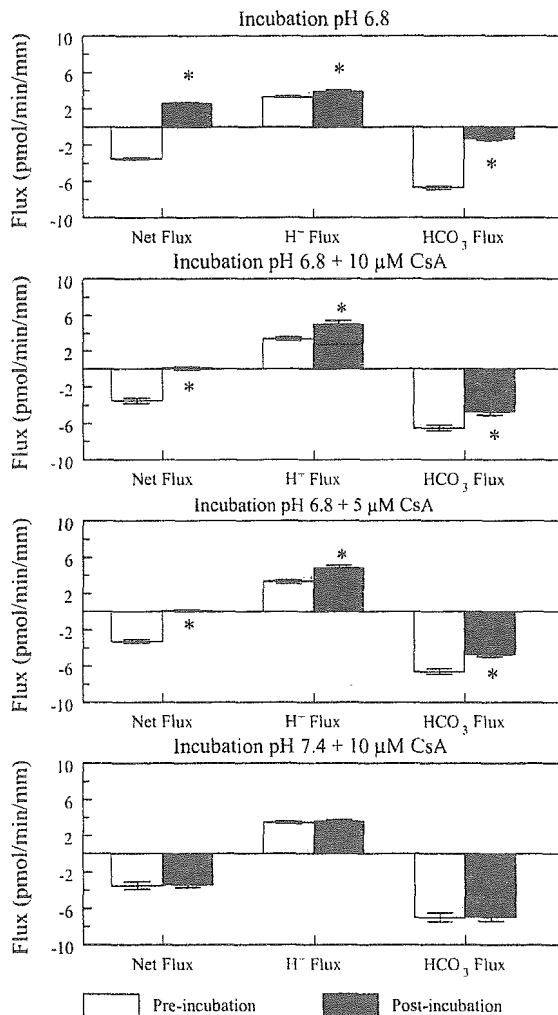 Incubation pH 6.8
Flux (pmol/min/mm)
10
6
2
-2
-6
-10
*
*
*
Net Flux
H⁻ Flux
HCO₃ Flux
Incubation pH 6.8 + 10 µM CsA
Flux (pmol/min/mm)
10
6
2
-2
-6
-10
*
*
*
Net Flux
H⁻ Flux
HCO₃ Flux
Incubation pH 6.8 + 5 µM CsA
Flux (pmol/min/mm)
10
6
2
-2
-6
-10
*
*
*
Net Flux
H⁻ Flux
HCO₃ Flux
Incubation pH 7.4 + 10 µM CsA
Flux (pmol/min/mm)
10
6
2
-2
-6
-10
Net Flux
H⁻ Flux
HCO₃ Flux
Pre-incubation
Post-incubation